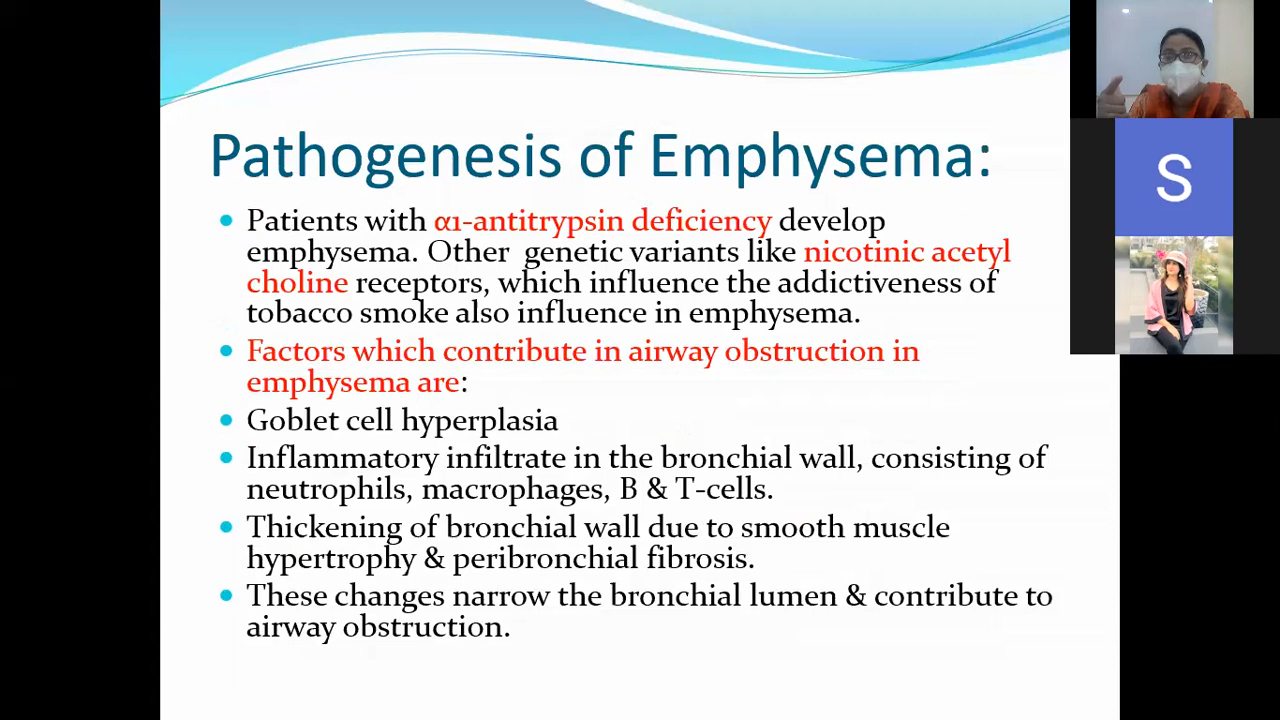 Pathogenesis of Emphysema:
Patients with α1-antitrypsin deficiency develop
emphysema. Other genetic variants like nicotinic acetyl
choline receptors, which influence the addictiveness of
tobacco smoke also influence in emphysema.
Factors which contribute in airway obstruction in
emphysema are:
Goblet cell hyperplasia
Inflammatory infiltrate in the bronchial wall, consisting of
neutrophils, macrophages, B & T-cells.
Thickening of bronchial wall due to smooth muscle
hypertrophy & peribronchial fibrosis.
These changes narrow the bronchial lumen & contribute to
airway obstruction.
S